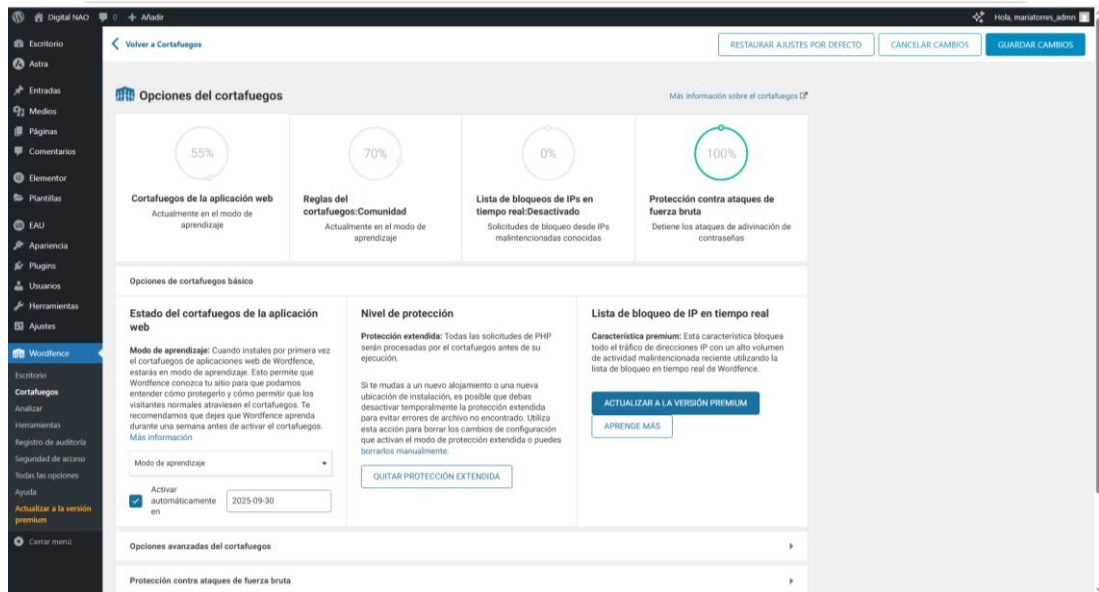 Digital NAO 0 Añadir Hola, mariatorres_admn
Escritorio
Astra
Entradas
Medios
Páginas
Comentarios
Elementor
Plantillas
EAU
Apariencia
Plugins
Usuarios
Herramientas
Ajustes
Wordfence
Escritorio
Cortafuegos
Analizar
Herramientas
Registro de auditoría
Seguridad de acceso
Todas las opciones
Ayuda
Actualizar a la versión
premium
Cerrar menú
Volver a Cortafuegos
RESTAURAR AJUSTES POR DEFECTO
CANCELAR CAMBIOS
GUARDAR CAMBIOS
Opciones del cortafuegos
Más información sobre el cortafuegos
55%
Cortafuegos de la aplicación web
Actualmente en el modo de
aprendizaje
70%
Reglas del
cortafuegos:Comunidad
Actualmente en el modo de
aprendizaje
0%
Lista de bloqueos de IPs en
tiempo real:Desactivado
Solicitudes de bloqueo desde IPs
malintencionadas conocidas
100%
Protección contra ataques de
fuerza bruta
Detiene los ataques de adivinación de
contraseñas
Opciones de cortafuegos básico
Estado del cortafuegos de la aplicación
web
Modo de aprendizaje: Cuando instales por primera vez
el cortafuegos de aplicaciones web de Wordfence,
estarás en modo de aprendizaje. Esto permite que
Wordfence conozca tu sitio para que podamos
entender cómo protegerlo y cómo permitir que los
visitantes normales atraviesen el cortafuegos. Te
recomendamos que dejes que Wordfence aprenda
durante una semana antes de activar el cortafuegos.
Más información
Modo de aprendizaje
Activar
automáticamente
en
2025-09-30
Nivel de protección
Protección extendida: Todas las solicitudes de PHP
serán procesadas por el cortafuegos antes de su
ejecución.
Si te mudas a un nuevo alojamiento o una nueva
ubicación de instalación, es posible que debas
desactivar temporalmente la protección extendida
para evitar errores de archivo no encontrado. Utiliza
esta acción para borrar los cambios de configuración
que activan el modo de protección extendida o puedes
borrarlos manualmente.
QUITAR PROTECCIÓN EXTENDIDA
Lista de bloqueo de IP en tiempo real
Característica premium: Esta característica bloquea
todo el tráfico de direcciones IP con un alto volumen
de actividad malintencionada reciente utilizando la
lista de bloqueo en tiempo real de Wordfence.
ACTUALIZAR A LA VERSIÓN PREMIUM
APRENDE MÁS
Opciones avanzadas del cortafuegos
Protección contra ataques de fuerza bruta